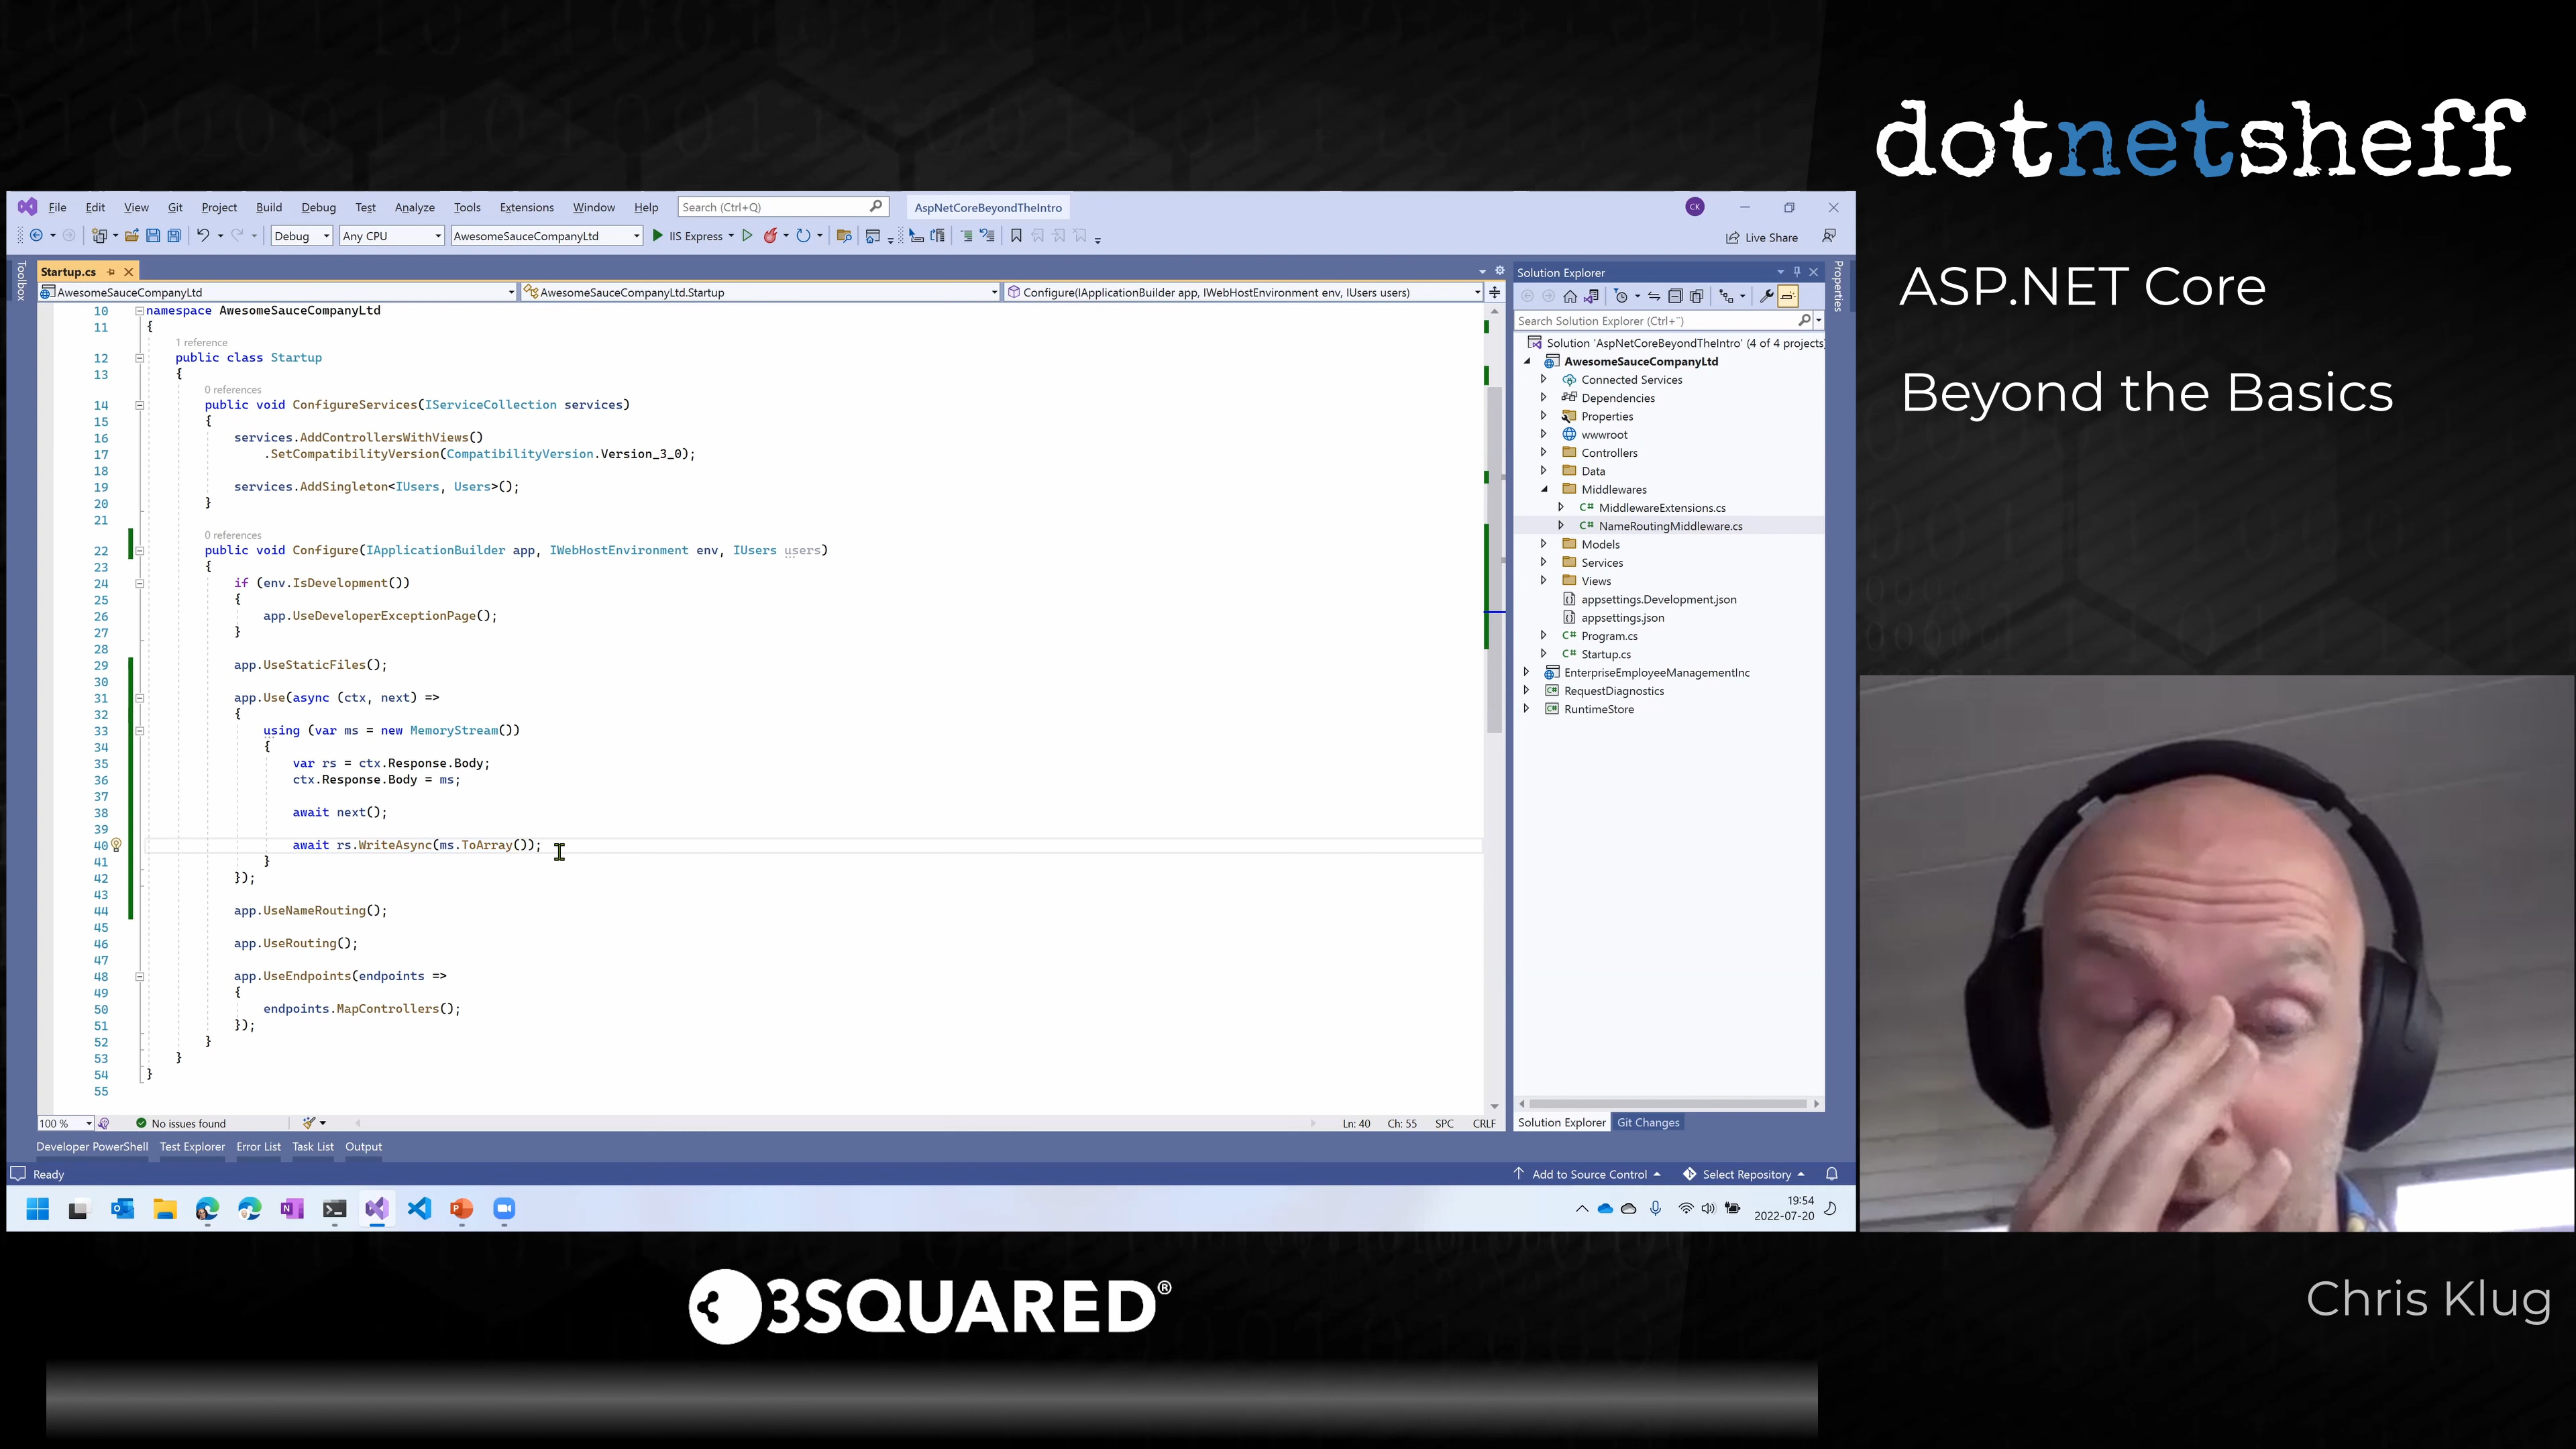 dotnetsheff
ASP.NET Core
Beyond the Basics
File Edit View Git Project Build Debug Test Analyze Tools Extensions Window Help Search (Ctrl+Q) AspNetCoreBeyondTheIntro CK
Debug Any CPU AwesomeSauceCompanyLtd IIS Express Live Share
Toolbox
Startup.cs
AwesomeSauceCompanyLtd AwesomeSauceCompanyLtd.Startup Configure(IApplicationBuilder app, IWebHostEnvironment env, IUsers users)
10 namespace AwesomeSauceCompanyLtd
11 {
1 reference
12 public class Startup
13 {
0 references
14 public void ConfigureServices(IServiceCollection services)
15 {
16 services.AddControllersWithViews()
17 .SetCompatibilityVersion(CompatibilityVersion.Version_3_0);
18
19 services.AddSingleton<IUsers, Users>();
20 }
21
0 references
22 public void Configure(IApplicationBuilder app, IWebHostEnvironment env, IUsers users)
23 {
24 if (env.IsDevelopment())
25 {
26 app.UseDeveloperExceptionPage();
27 }
28
29 app.UseStaticFiles();
30
31 app.Use(async (ctx, next) =>
32 {
33 using (var ms = new MemoryStream())
34 {
35 var rs = ctx.Response.Body;
36 ctx.Response.Body = ms;
37
38 await next();
39
40 await rs.WriteAsync(ms.ToArray());
41 }
42 });
43
44 app.UseNameRouting();
45
46 app.UseRouting();
47
48 app.UseEndpoints(endpoints =>
49 {
50 endpoints.MapControllers();
51 });
52 }
53 }
54 }
55
100 % No issues found Ln: 40 Ch: 55 SPC CRLF
Solution Explorer
Search Solution Explorer (Ctrl+¨)
Solution 'AspNetCoreBeyondTheIntro' (4 of 4 projects)
AwesomeSauceCompanyLtd
Connected Services
Dependencies
Properties
wwwroot
Controllers
Data
Middlewares
C# MiddlewareExtensions.cs
C# NameRoutingMiddleware.cs
Models
Services
Views
appsettings.Development.json
appsettings.json
C# Program.cs
C# Startup.cs
EnterpriseEmployeeManagementInc
C# RequestDiagnostics
C# RuntimeStore
Solution Explorer Git Changes
Properties
Developer PowerShell Test Explorer Error List Task List Output
Ready Add to Source Control Select Repository
19:54
2022-07-20
3SQUARED®
Chris Klug